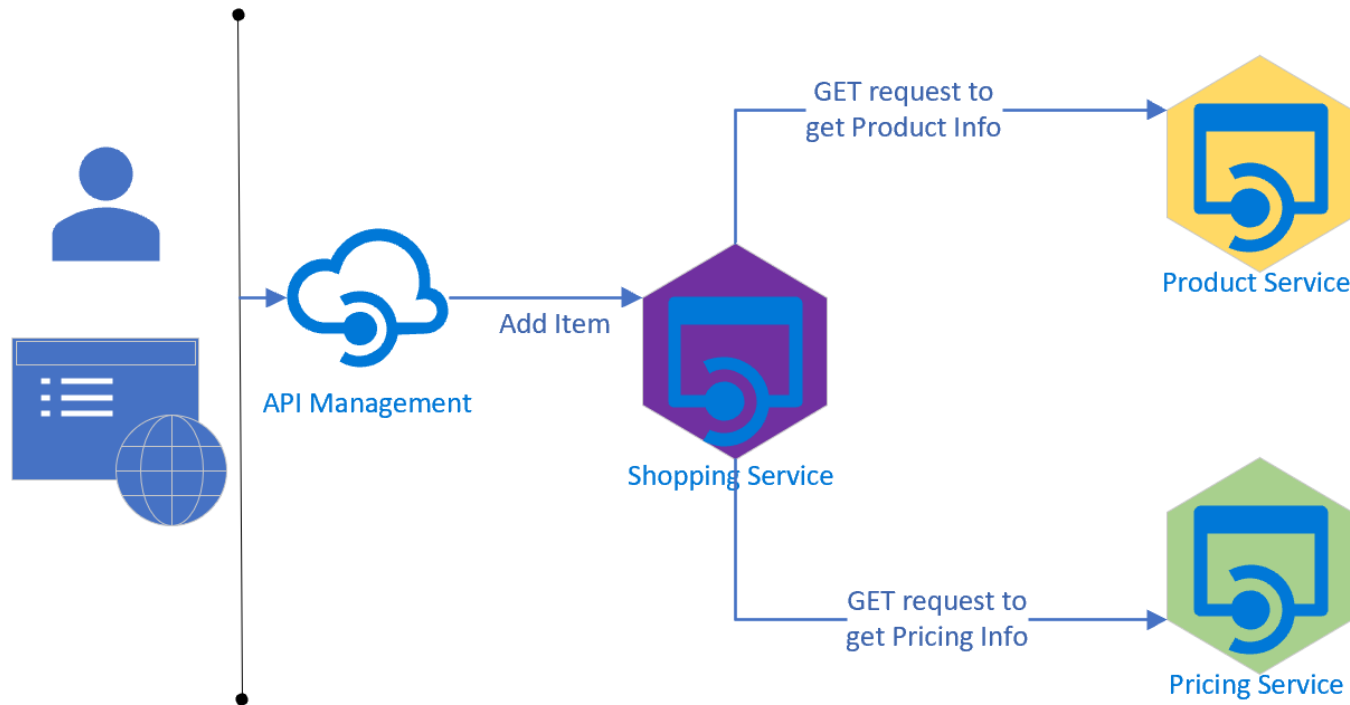 GET request to
get Product Info
Product Service
Add Item
API Management
Shopping Service
GET request to
get Pricing Info
Pricing Service